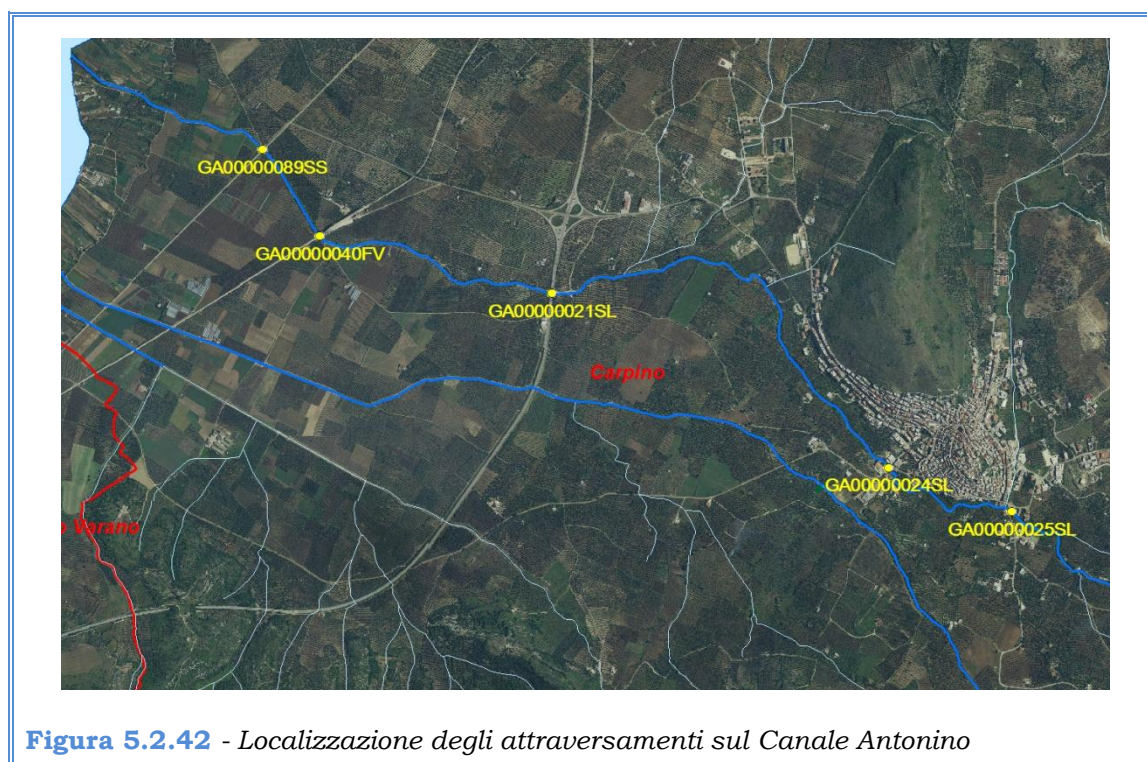 GA00000089SS
GA00000040FV
GA00000021SL
Carpino
GA00000024SL
o Varano
GA00000025SL
Figura 5.2.42 - Localizzazione degli attraversamenti sul Canale Antonino